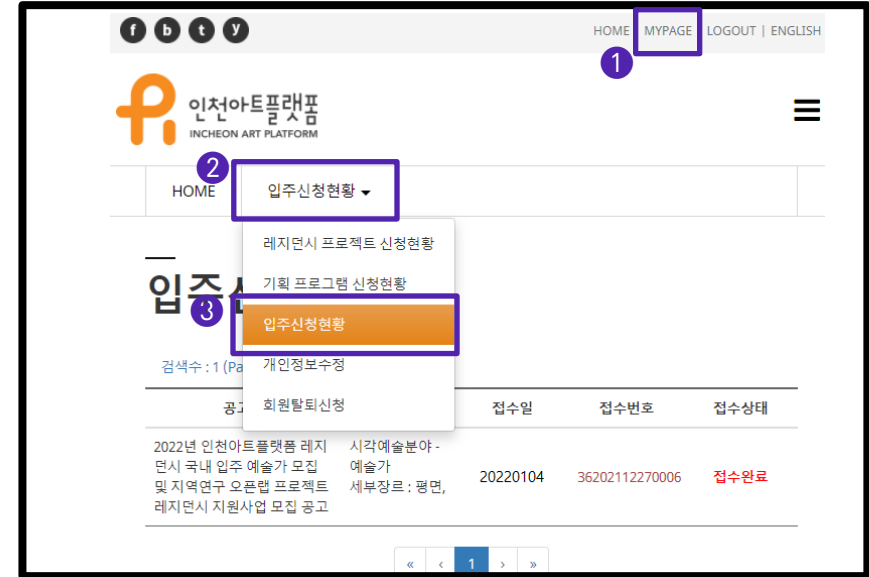 f b t y
HOME MYPAGE LOGOUT | ENGLISH
1
인천아트플랫폼
INCHEON ART PLATFORM
2
HOME 입주신청현황
레지던시 프로젝트 신청현황
기획 프로그램 신청현황
입주
3
입주신청현황
검색수 : 1 (Pa
개인정보수정
회원탈퇴신청
접수일 접수번호 접수상태
2022년 인천아트플랫폼 레지
던시 국내 입주 예술가 모집
및 지역연구 오픈랩 프로젝트
레지던시 지원사업 모집 공고
시각예술분야 -
예술가
세부장르 : 평면,
20220104 36202112270006 접수완료
« ‹ 1 › »